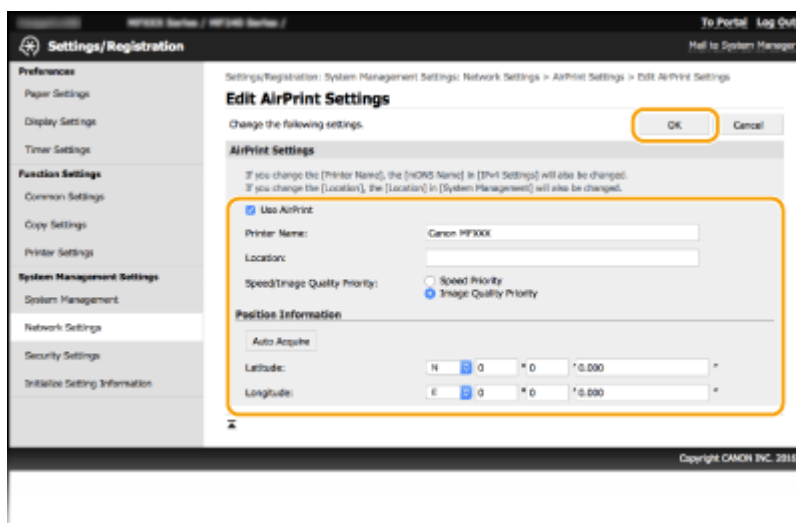 MFXXX Series / MF340 Series /
To Portal Log Out
Settings/Registration
Mail to System Manager
Preferences
Paper Settings
Display Settings
Timer Settings
Function Settings
Common Settings
Copy Settings
Printer Settings
System Management Settings
System Management
Network Settings
Security Settings
Initialize Setting Information
Settings/Registration: System Management Settings: Network Settings > AirPrint Settings > Edit AirPrint Settings
Edit AirPrint Settings
Change the following settings.
OK
Cancel
AirPrint Settings
If you change the [Printer Name], the [mDNS Name] in [IPv4 Settings] will also be changed.
If you change the [Location], the [Location] in [System Management] will also be changed.
Use AirPrint
Printer Name: Canon MFXXX
Location:
Speed/Image Quality Priority: Speed Priority
Image Quality Priority
Position Information
Auto Acquire
Latitude: N 0 ° 0 ' 0.000 "
Longitude: E 0 ° 0 ' 0.000 "
Copyright CANON INC. 2016